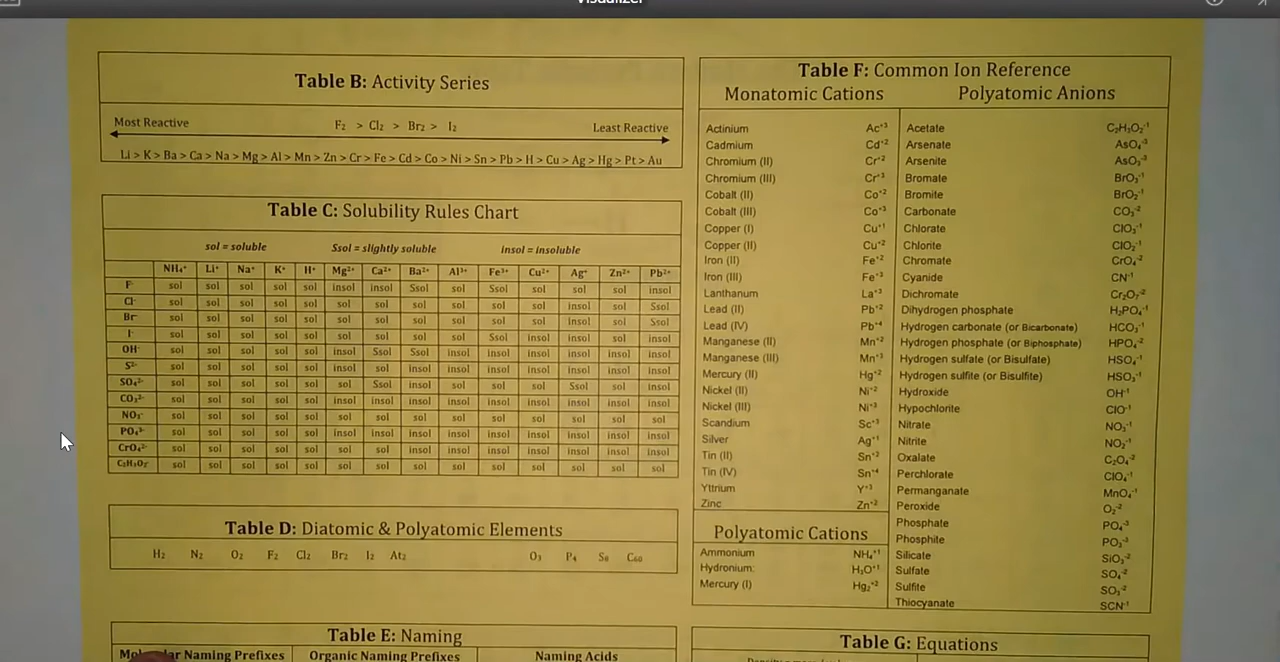 Visualizer
Table B: Activity Series
Most Reactive F₂ > Cl₂ > Br₂ > I₂ Least Reactive
Li > K > Ba > Ca > Na > Mg > Al > Mn > Zn > Cr > Fe > Cd > Co > Ni > Sn > Pb > H > Cu > Ag > Hg > Pt > Au
Table C: Solubility Rules Chart
sol = soluble Ssol = slightly soluble insol = insoluble
NH₄⁺ Li⁺ Na⁺ K⁺ H⁺ Mg²⁺ Ca²⁺ Ba²⁺ Al³⁺ Fe³⁺ Cu²⁺ Ag⁺ Zn²⁺ Pb²⁺
F⁻ sol sol sol sol sol insol insol Ssol sol Ssol sol sol sol insol
Cl⁻ sol sol sol sol sol sol sol sol sol sol sol insol sol Ssol
Br⁻ sol sol sol sol sol sol sol sol sol sol sol insol sol Ssol
I⁻ sol sol sol sol sol sol sol sol sol Ssol insol insol sol insol
OH⁻ sol sol sol sol sol insol Ssol Ssol insol insol insol insol insol insol
S²⁻ sol sol sol sol sol insol sol insol insol insol insol insol insol insol
SO₄²⁻ sol sol sol sol sol sol Ssol insol sol sol sol Ssol sol insol
CO₃²⁻ sol sol sol sol sol insol insol insol insol insol insol insol insol insol
NO₃⁻ sol sol sol sol sol sol sol sol sol sol sol sol sol sol
PO₄³⁻ sol sol sol sol sol insol insol insol insol insol insol insol insol insol
CrO₄²⁻ sol sol sol sol sol sol sol insol insol insol insol insol insol insol
C₂H₃O₂⁻ sol sol sol sol sol sol sol sol sol sol sol sol sol sol
Table D: Diatomic & Polyatomic Elements
H₂ N₂ O₂ F₂ Cl₂ Br₂ I₂ At₂ O₃ P₄ S₈ C₆₀
Table E: Naming
Naming Prefixes Organic Naming Prefixes Naming Acids
Table F: Common Ion Reference
Monatomic Cations
Actinium Ac⁺³
Cadmium Cd⁺²
Chromium (II) Cr⁺²
Chromium (III) Cr⁺³
Cobalt (II) Co⁺²
Cobalt (III) Co⁺³
Copper (I) Cu⁺¹
Copper (II) Cu⁺²
Iron (II) Fe⁺²
Iron (III) Fe⁺³
Lanthanum La⁺³
Lead (II) Pb⁺²
Lead (IV) Pb⁺⁴
Manganese (II) Mn⁺²
Manganese (III) Mn⁺³
Mercury (II) Hg⁺²
Nickel (II) Ni⁺²
Nickel (III) Ni⁺³
Scandium Sc⁺³
Silver Ag⁺¹
Tin (II) Sn⁺²
Tin (IV) Sn⁺⁴
Yttrium Y⁺³
Zinc Zn⁺²
Polyatomic Cations
Ammonium NH₄⁺¹
Hydronium: H₃O⁺¹
Mercury (I) Hg₂⁺²
Polyatomic Anions
Acetate C₂H₃O₂⁻¹
Arsenate AsO₄⁻³
Arsenite AsO₃⁻³
Bromate BrO₃⁻¹
Bromite BrO₂⁻¹
Carbonate CO₃⁻²
Chlorate ClO₃⁻¹
Chlorite ClO₂⁻¹
Chromate CrO₄⁻²
Cyanide CN⁻¹
Dichromate Cr₂O₇⁻²
Dihydrogen phosphate H₂PO₄⁻¹
Hydrogen carbonate (or Bicarbonate) HCO₃⁻¹
Hydrogen phosphate (or Biphosphate) HPO₄⁻²
Hydrogen sulfate (or Bisulfate) HSO₄⁻¹
Hydrogen sulfite (or Bisulfite) HSO₃⁻¹
Hydroxide OH⁻¹
Hypochlorite ClO⁻¹
Nitrate NO₃⁻¹
Nitrite NO₂⁻¹
Oxalate C₂O₄⁻²
Perchlorate ClO₄⁻¹
Permanganate MnO₄⁻¹
Peroxide O₂⁻²
Phosphate PO₄⁻³
Phosphite PO₃⁻³
Silicate SiO₃⁻²
Sulfate SO₄⁻²
Sulfite SO₃⁻²
Thiocyanate SCN⁻¹
Table G: Equations